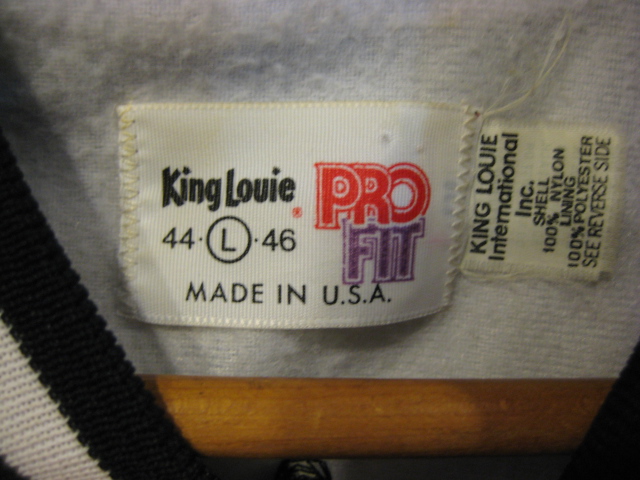 King Louie
PRO
FIT
®
44·L·46
MADE IN U.S.A.
KING LOUIE
International
Inc.
SHELL
100% NYLON
LINING
100% POLYESTER
SEE REVERSE SIDE